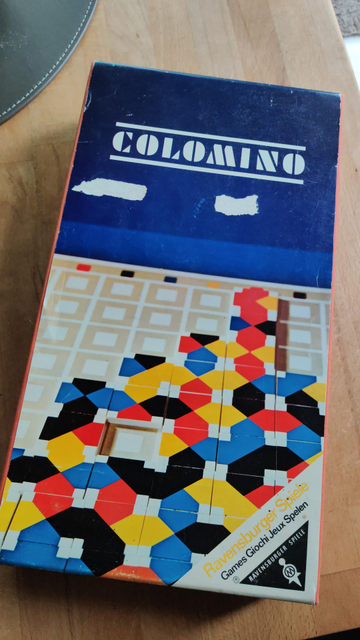 COLOMINO
Ravensburger Spiele
Games Giochi Jeux Spelen
RAVENSBURGER SPIELE